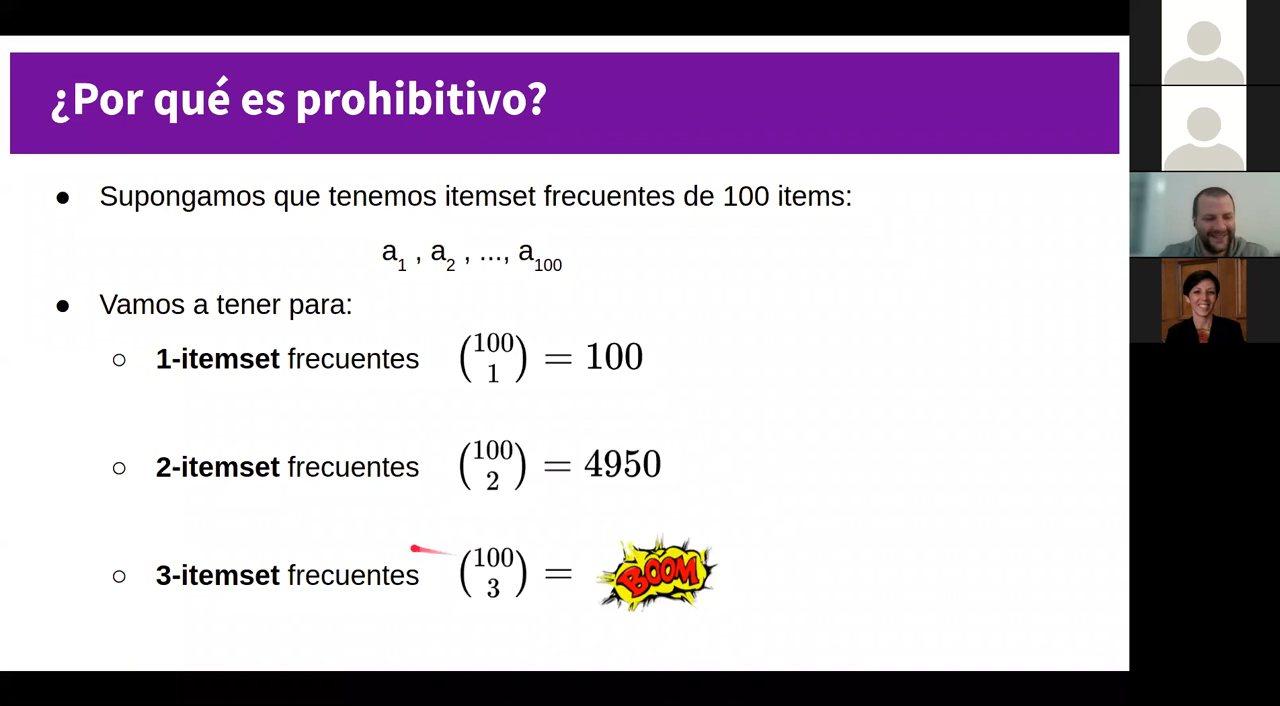 ¿Por qué es prohibitivo?
● Supongamos que tenemos itemset frecuentes de 100 items:
a₁ , a₂ , ..., a₁₀₀
● Vamos a tener para:
○ 1-itemset frecuentes (100 1) = 100
○ 2-itemset frecuentes (100 2) = 4950
○ 3-itemset frecuentes (100 3) = BOOM